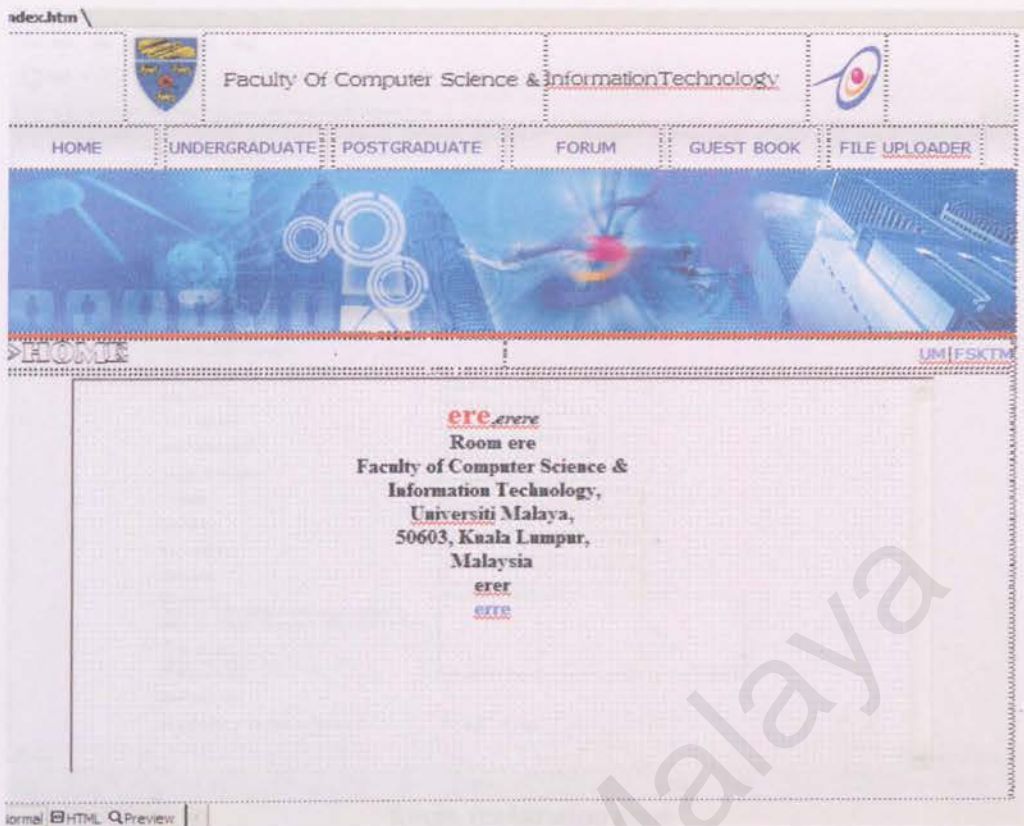 ndex.htm \
Faculty Of Computer Science & InformationTechnology
HOME UNDERGRADUATE POSTGRADUATE FORUM GUEST BOOK FILE UPLOADER
>HOME UM|FSKTM
ere,erere
Room ere
Faculty of Computer Science &
Information Technology,
Universiti Malaya,
50603, Kuala Lumpur,
Malaysia
erer
erre
ormal HTML Preview
Malaya